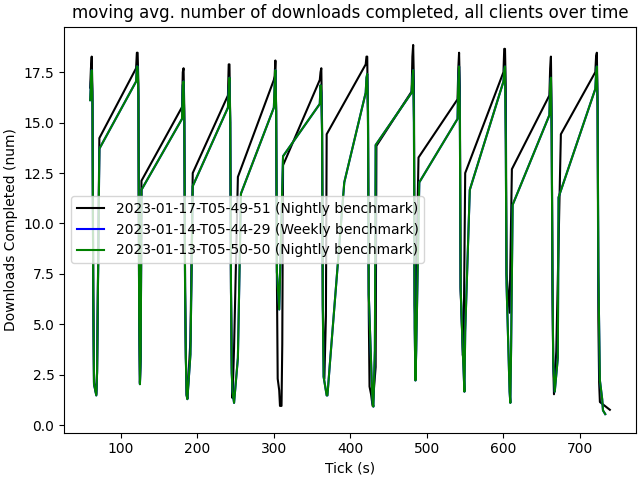 moving avg. number of downloads completed, all clients over time
Downloads Completed (num)
17.5
15.0
12.5
10.0
7.5
5.0
2.5
0.0
2023-01-17-T05-49-51 (Nightly benchmark)
2023-01-14-T05-44-29 (Weekly benchmark)
2023-01-13-T05-50-50 (Nightly benchmark)
100 200 300 400 500 600 700
Tick (s)